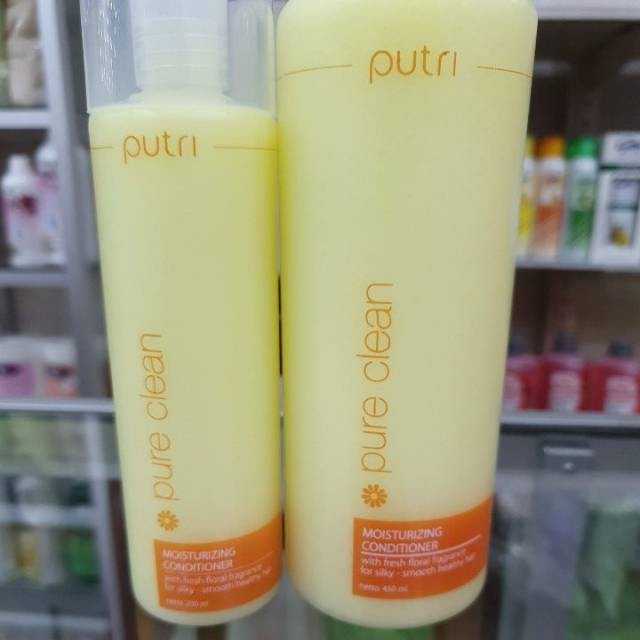 putri
pure clean
MOISTURIZING
CONDITIONER
with fresh floral fragrance
for silky - smooth healthy hair
netto 200 ml
putri
pure clean
MOISTURIZING
CONDITIONER
with fresh floral fragrance
for silky - smooth healthy hair
netto 450 ml